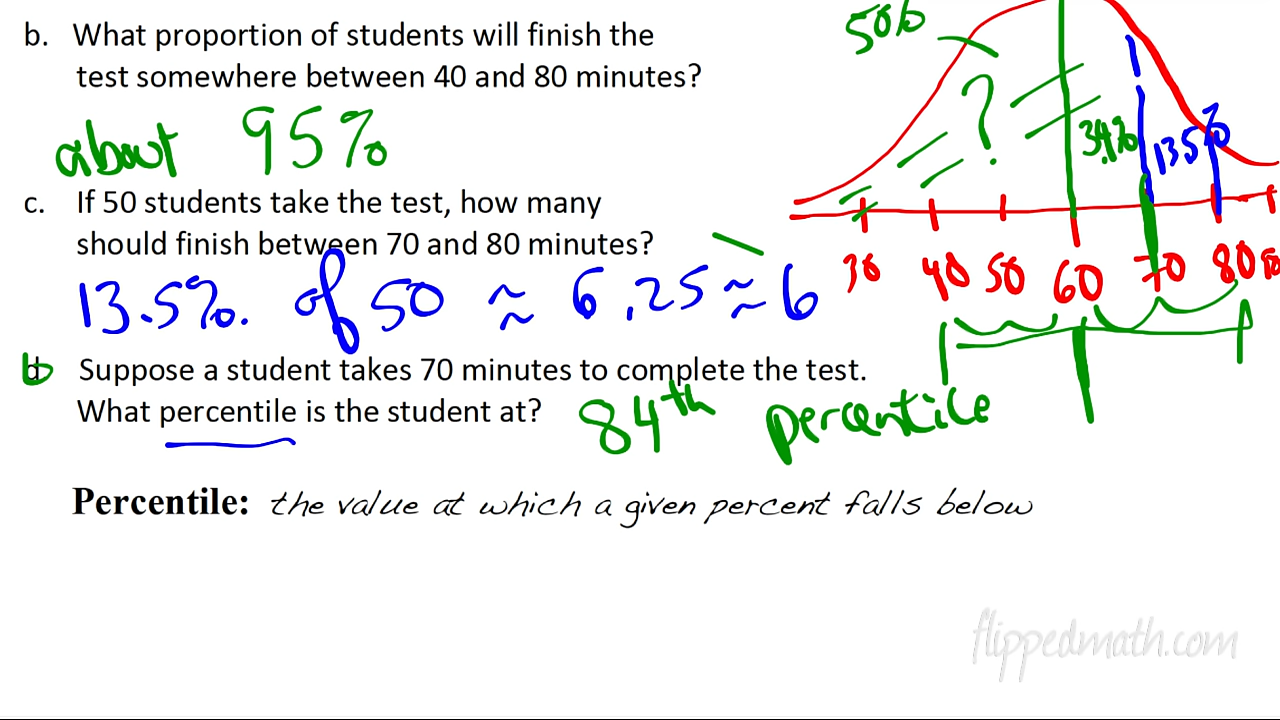 b. What proportion of students will finish the
test somewhere between 40 and 80 minutes?
about 95%
c. If 50 students take the test, how many
should finish between 70 and 80 minutes?
13.5%. of 50 ≈ 6.25 ≈ 6
Suppose a student takes 70 minutes to complete the test.
What percentile is the student at? 84th percentile
Percentile: the value at which a given percent falls below
50%
?
34% 13.5%
30 40 50 60 70 80
flippedmath.com